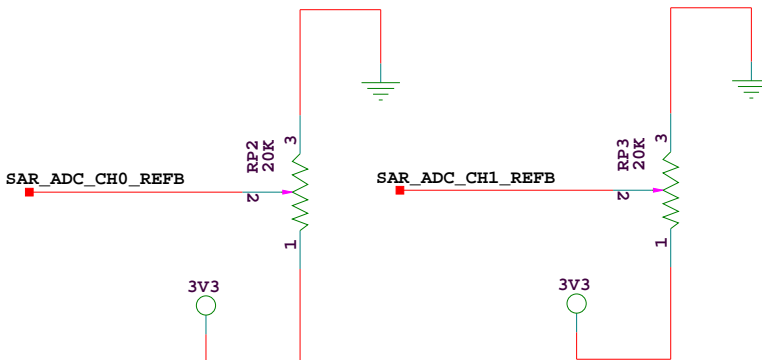 SAR_ADC_CH0_REFB
RP2
20K
3
2
1
3V3
SAR_ADC_CH1_REFB
RP3
20K
3
2
1
3V3